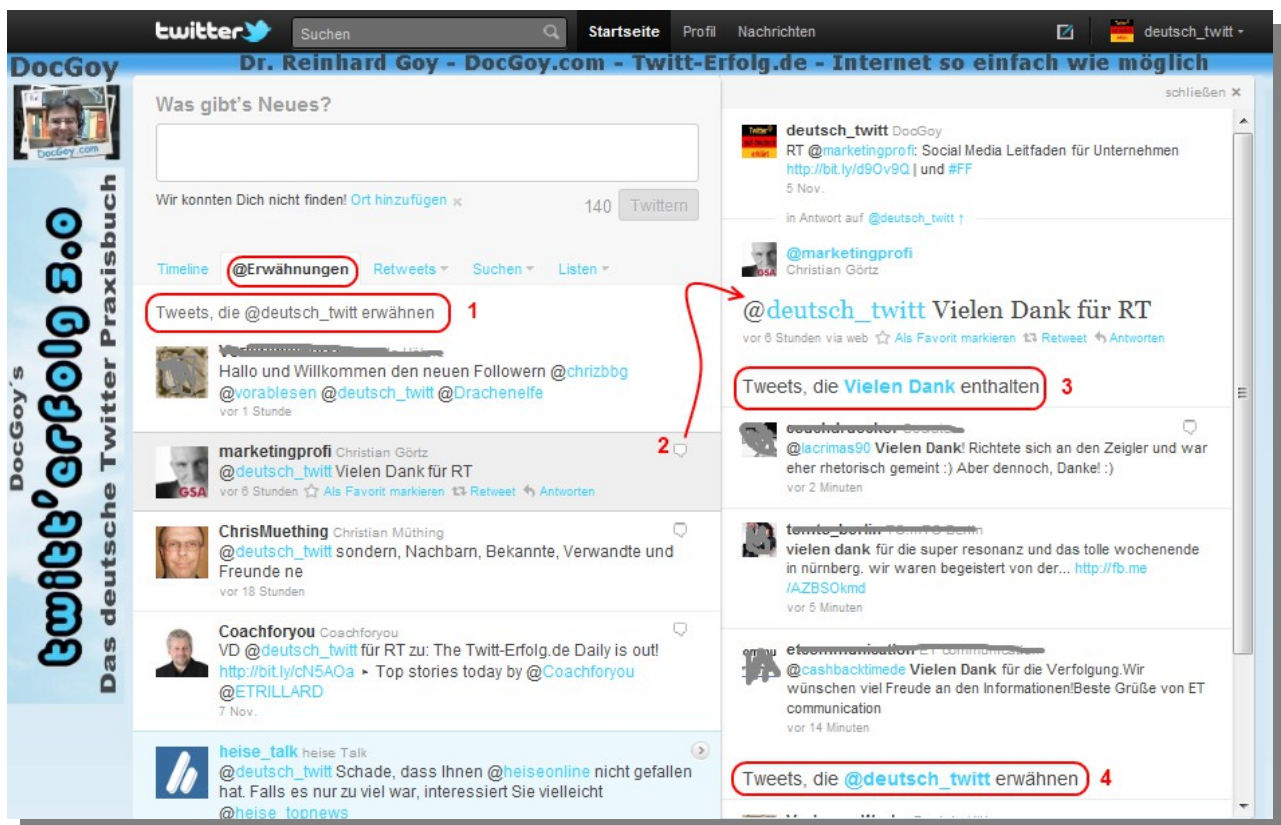 twitter
Suchen
Startseite
Profil
Nachrichten
deutsch_twitt
DocGoy
Dr. Reinhard Goy - DocGoy.com - Twitt-Erfolg.de - Internet so einfach wie möglich
DocGoy.com
DocGoy´s
twitt'erfolg 3.0
Das deutsche Twitter Praxisbuch
Was gibt's Neues?
Wir konnten Dich nicht finden! Ort hinzufügen ×
140 Twittern
Timeline @Erwähnungen Retweets Suchen Listen
Tweets, die @deutsch_twitt erwähnen 1
Hallo und Willkommen den neuen Followern @chrizbbg
@vorablesen @deutsch_twitt @Drachenelfe
vor 1 Stunde
marketingprofi Christian Görtz 2
@deutsch_twitt Vielen Dank für RT
GSA
vor 6 Stunden Als Favorit markieren Retweet Antworten
ChrisMuething Christian Müthing
@deutsch_twitt sondern, Nachbarn, Bekannte, Verwandte und
Freunde ne
vor 18 Stunden
Coachforyou Coachforyou
VD @deutsch_twitt für RT zu: The Twitt-Erfolg.de Daily is out!
http://bit.ly/cN5AOa ▸ Top stories today by @Coachforyou
@ETRILLARD
7 Nov.
heise_talk heise Talk
@deutsch_twitt Schade, dass Ihnen @heiseonline nicht gefallen
hat. Falls es nur zu viel war, interessiert Sie vielleicht
@heise_topnews
schließen ×
deutsch_twitt DocGoy
RT @marketingprofi: Social Media Leitfaden für Unternehmen
http://bit.ly/d9Ov9Q | und #FF
5 Nov.
in Antwort auf @deutsch_twitt ↑
@marketingprofi
Christian Görtz
GSA
@deutsch_twitt Vielen Dank für RT
vor 6 Stunden via web Als Favorit markieren Retweet Antworten
Tweets, die Vielen Dank enthalten 3
@lacrimas90 Vielen Dank! Richtete sich an den Zeigler und war
eher rhetorisch gemeint :) Aber dennoch, Danke! :)
vor 2 Minuten
vielen dank für die super resonanz und das tolle wochenende
in nürnberg. wir waren begeistert von der... http://fb.me
/AZBSOkmd
vor 5 Minuten
@cashbacktimede Vielen Dank für die Verfolgung.Wir
wünschen viel Freude an den Informationen!Beste Grüße von ET
communication
vor 14 Minuten
Tweets, die @deutsch_twitt erwähnen 4